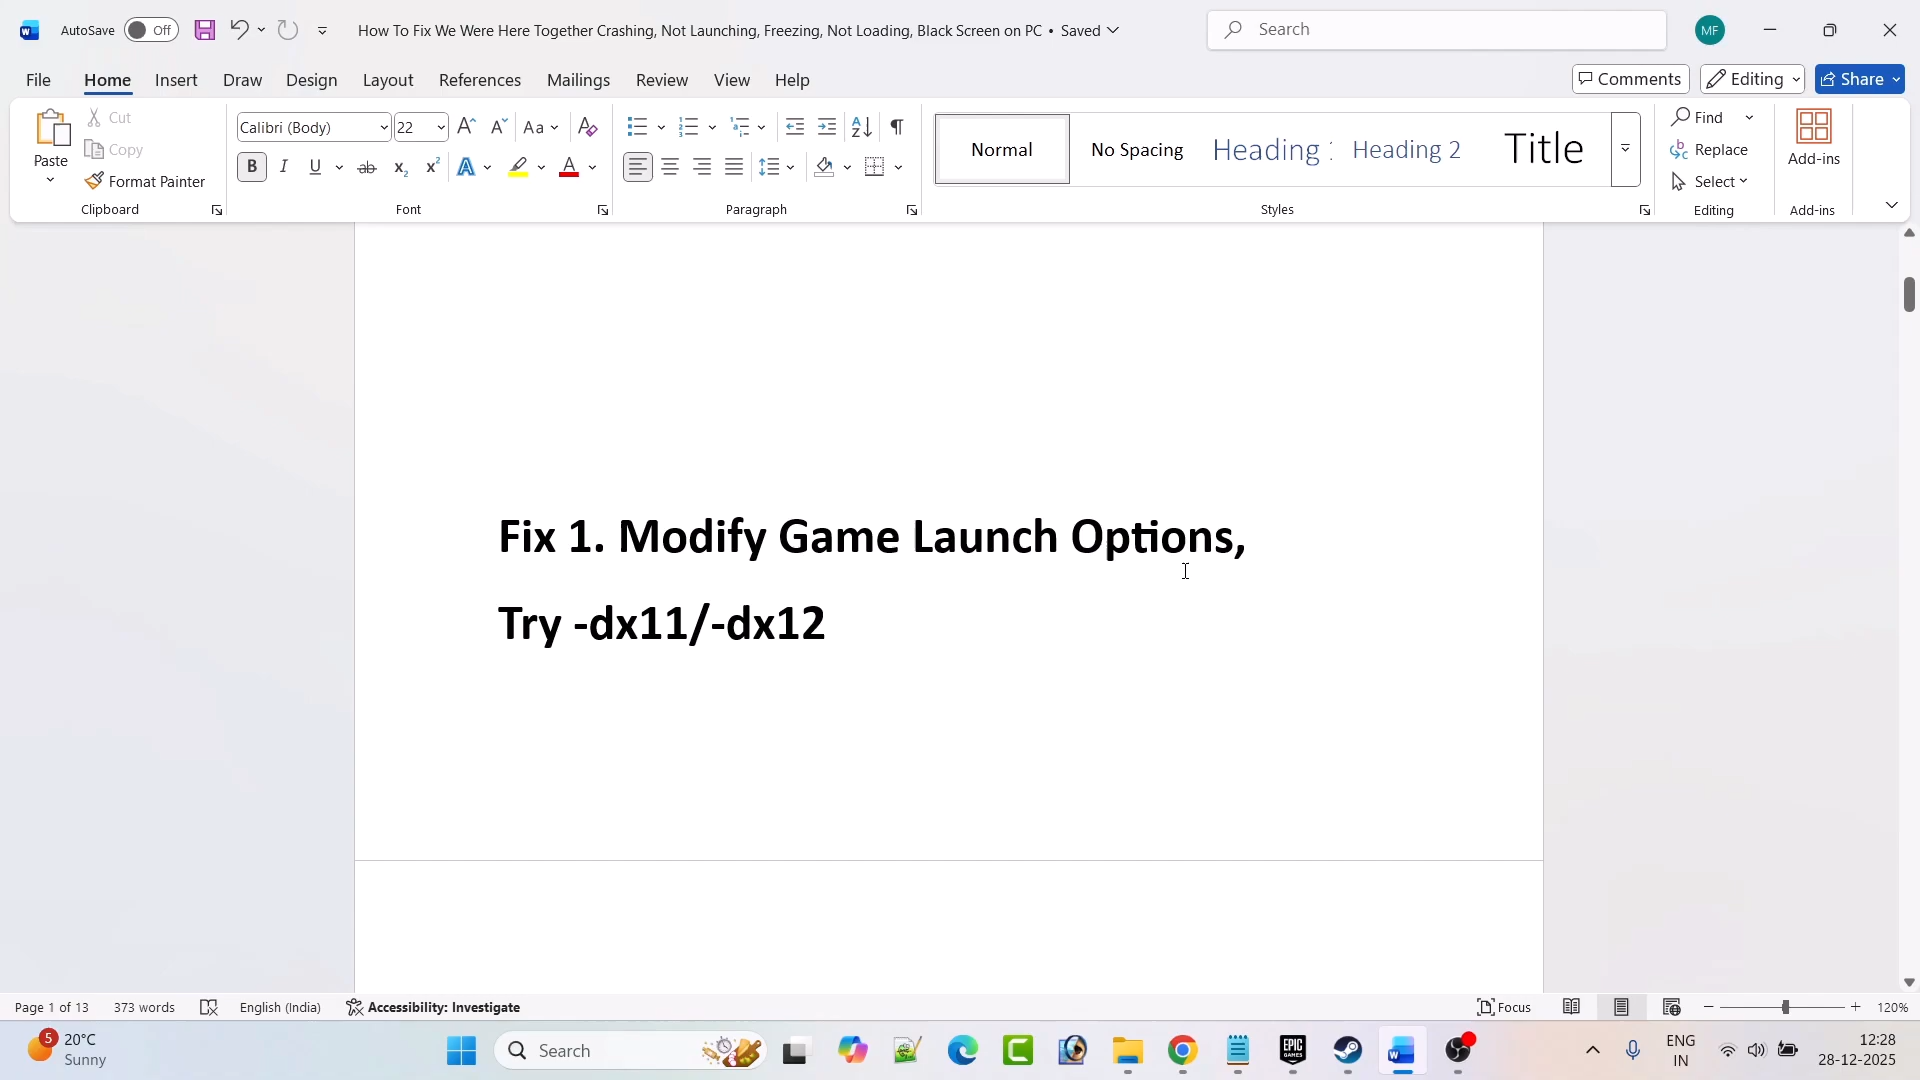 AutoSave Off
How To Fix We Were Here Together Crashing, Not Launching, Freezing, Not Loading, Black Screen on PC • Saved
Search
MF
File Home Insert Draw Design Layout References Mailings Review View Help
Comments Editing Share
Paste
Cut
Copy
Format Painter
Clipboard
Calibri (Body) 22
Font
Paragraph
Normal
No Spacing
Heading 1
Heading 2
Title
Styles
Find
Replace
Select
Editing
Add-ins
Add-ins
Fix 1. Modify Game Launch Options,
Try -dx11/-dx12
Page 1 of 13 373 words English (India) Accessibility: Investigate
Focus 120%
5
20°C
Sunny
Search
EPIC GAMES
ENG
IN
12:28
28-12-2025